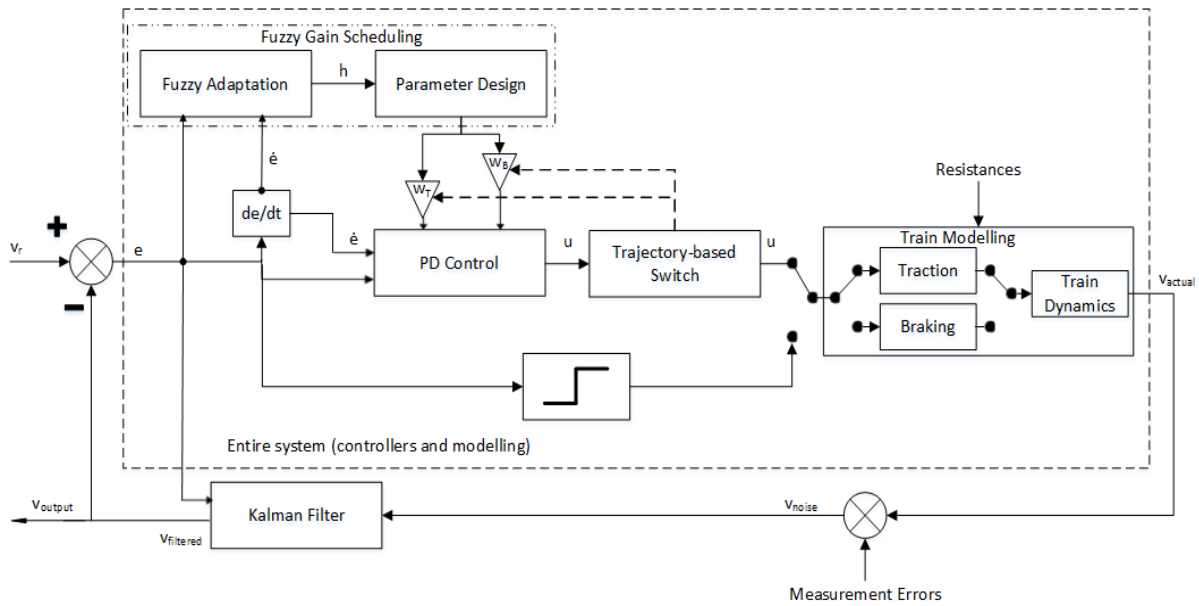 Fuzzy Gain Scheduling
Fuzzy Adaptation
h
Parameter Design
ė
w_T
w_B
Resistances
de/dt
+
v_r
e
ė
PD Control
u
Trajectory-based
Switch
u
Train Modelling
Traction
Train
Dynamics
v_actual
−
Braking
Entire system (controllers and modelling)
v_output
Kalman Filter
v_noise
v_filtered
Measurement Errors